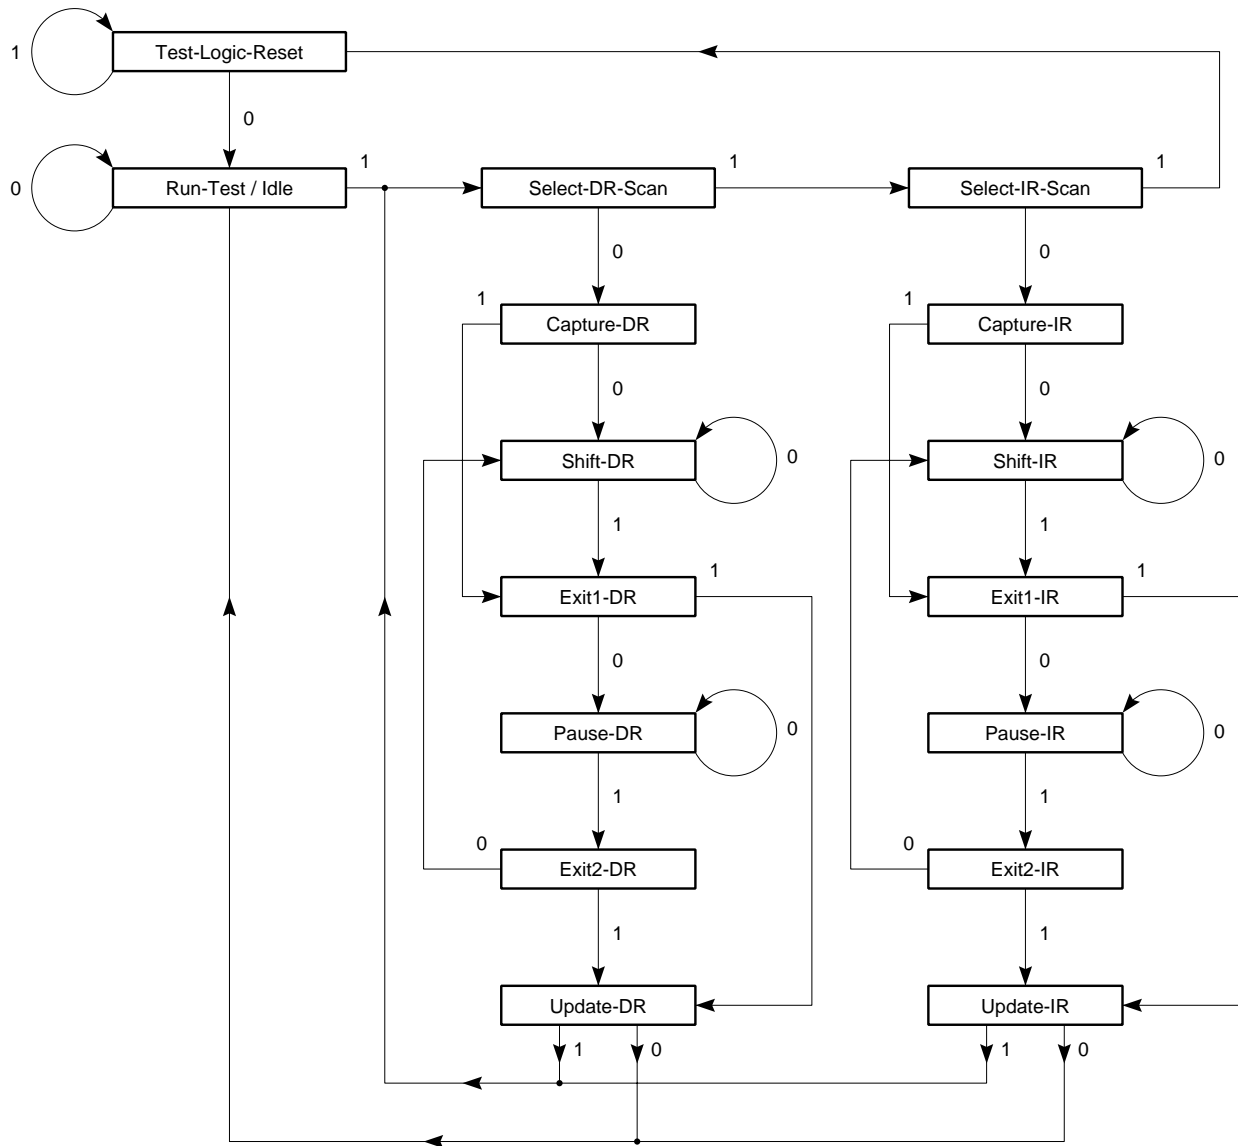 1
Test-Logic-Reset
0
0
Run-Test / Idle
1
Select-DR-Scan
1
Select-IR-Scan
1
0
0
1
Capture-DR
1
Capture-IR
0
0
Shift-DR
0
Shift-IR
0
1
1
Exit1-DR
1
Exit1-IR
1
0
0
Pause-DR
0
Pause-IR
0
1
1
0
Exit2-DR
0
Exit2-IR
1
1
Update-DR
Update-IR
1
0
1
0